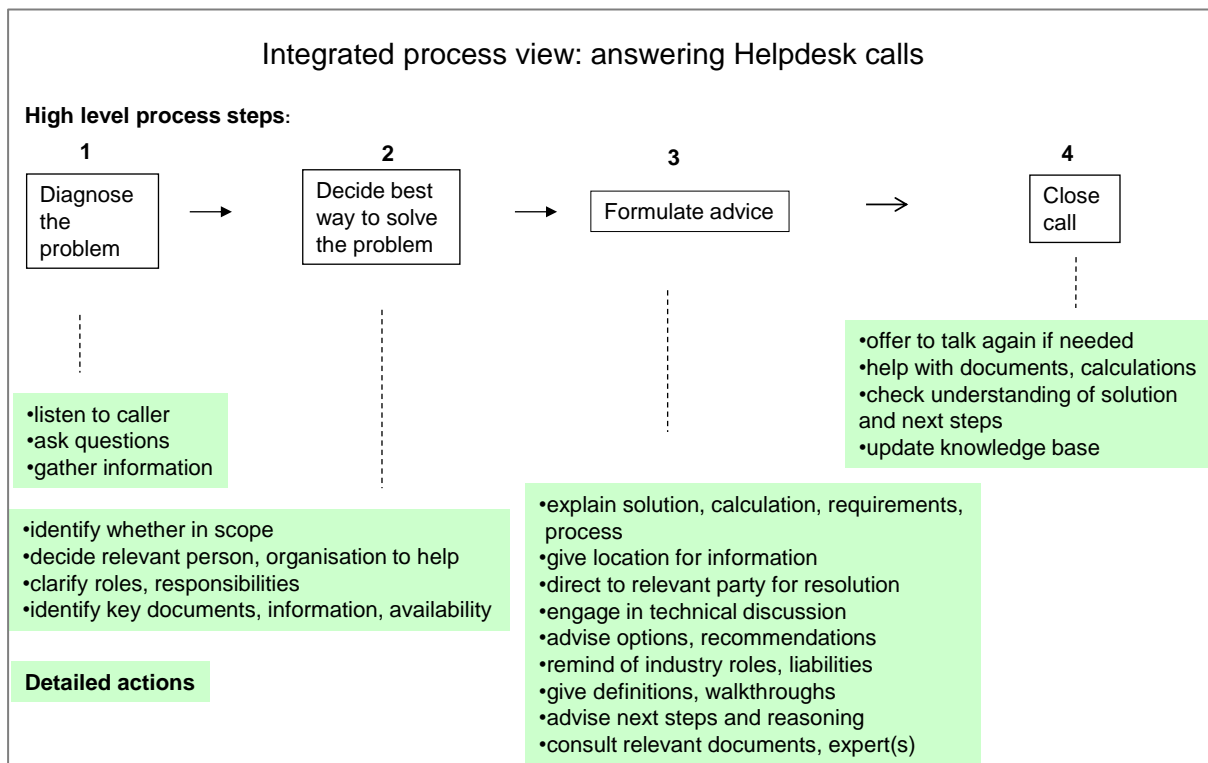 Integrated process view: answering Helpdesk calls
High level process steps:
1
Diagnose
the
problem
2
Decide best
way to solve
the problem
3
Formulate advice
4
Close
call
•listen to caller
•ask questions
•gather information
•identify whether in scope
•decide relevant person, organisation to help
•clarify roles, responsibilities
•identify key documents, information, availability
•explain solution, calculation, requirements,
process
•give location for information
•direct to relevant party for resolution
•engage in technical discussion
•advise options, recommendations
•remind of industry roles, liabilities
•give definitions, walkthroughs
•advise next steps and reasoning
•consult relevant documents, expert(s)
•offer to talk again if needed
•help with documents, calculations
•check understanding of solution
and next steps
•update knowledge base
Detailed actions